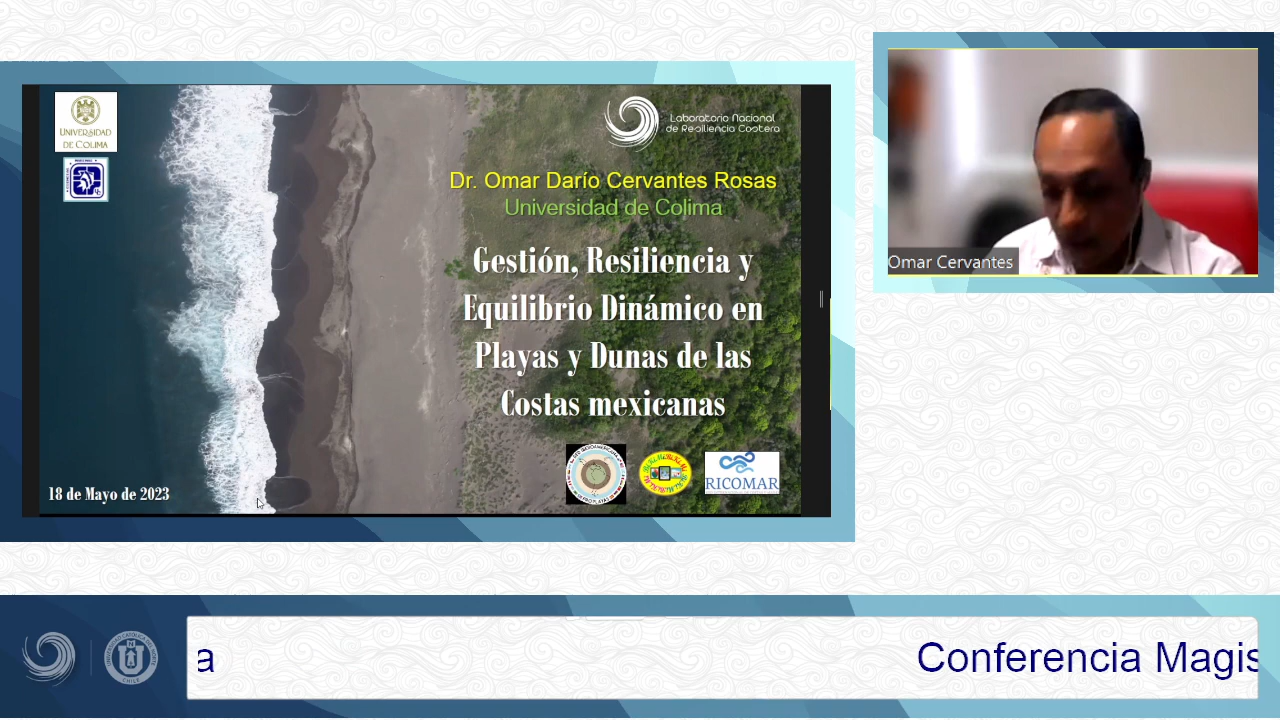 UNIVERSIDAD
DE COLIMA
Laboratorio Nacional
de Resiliencia Costera
Dr. Omar Darío Cervantes Rosas
Universidad de Colima
Gestión, Resiliencia y
Equilibrio Dinámico en
Playas y Dunas de las
Costas mexicanas
RICOMAR
18 de Mayo de 2023
Omar Cervantes
a
Conferencia Magis